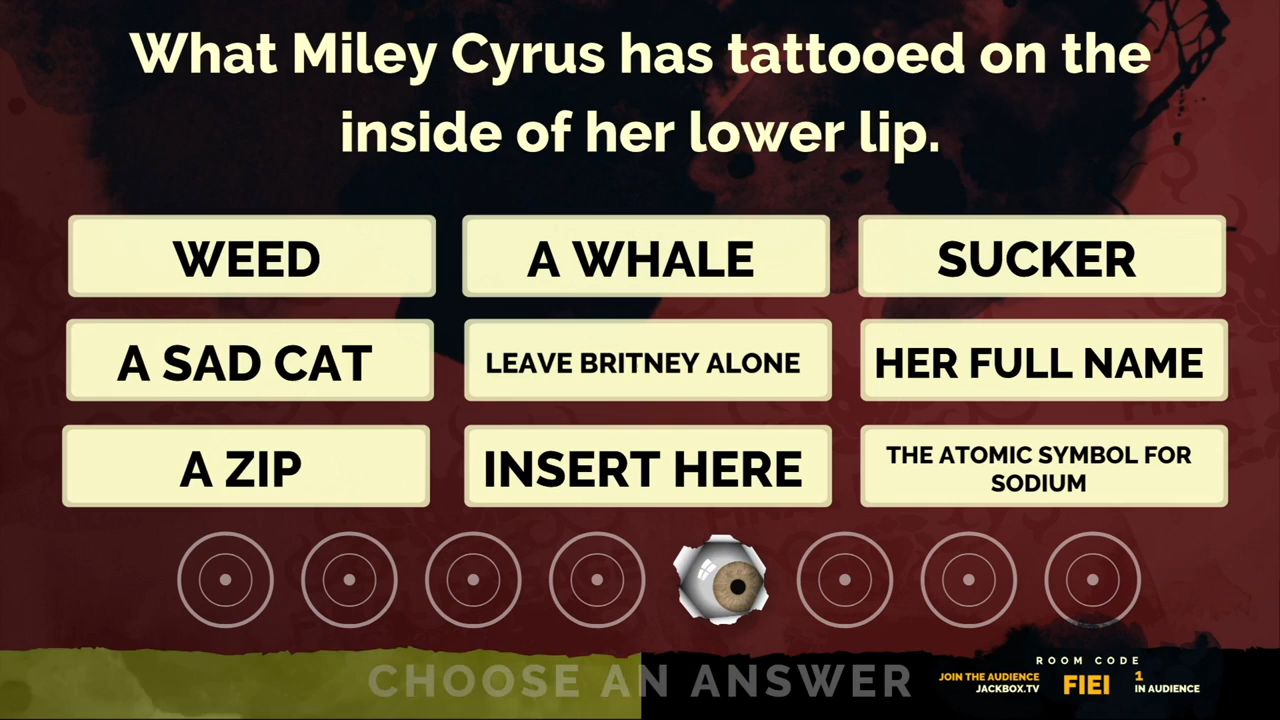 What Miley Cyrus has tattooed on the
inside of her lower lip.
WEED
A WHALE
SUCKER
A SAD CAT
LEAVE BRITNEY ALONE
HER FULL NAME
A ZIP
INSERT HERE
THE ATOMIC SYMBOL FOR
SODIUM
CHOOSE AN ANSWER
ROOM CODE
JOIN THE AUDIENCE
JACKBOX.TV
FIEI
1
IN AUDIENCE